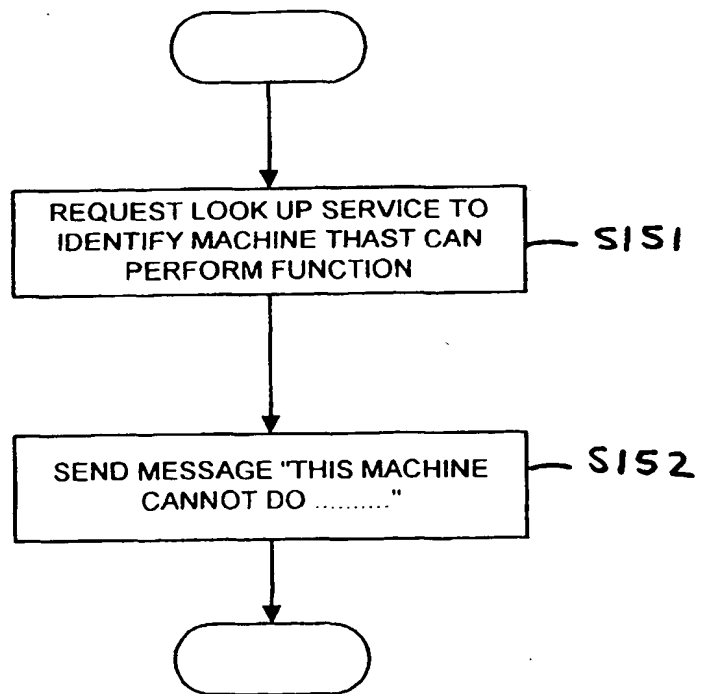 REQUEST LOOK UP SERVICE TO
IDENTIFY MACHINE THAST CAN
PERFORM FUNCTION
S151
SEND MESSAGE "THIS MACHINE
CANNOT DO .........."
S152